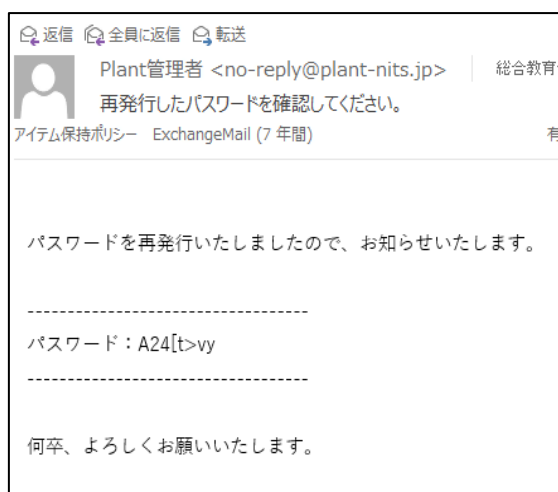 返信 全員に返信 転送
Plant管理者 <no-reply@plant-nits.jp> 総合教育
再発行したパスワードを確認してください。
アイテム保持ポリシー ExchangeMail (7 年間) 有
パスワードを再発行いたしましたので、お知らせいたします。
-----------------------------------
パスワード：A24[t>vy
-----------------------------------
何卒、よろしくお願いいたします。